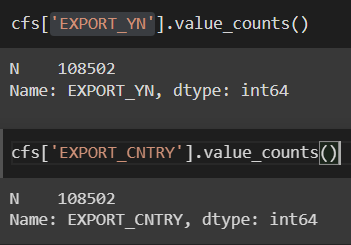 cfs['EXPORT_YN'].value_counts()
N    108502
Name: EXPORT_YN, dtype: int64
cfs['EXPORT_CNTRY'].value_counts()
N    108502
Name: EXPORT_CNTRY, dtype: int64